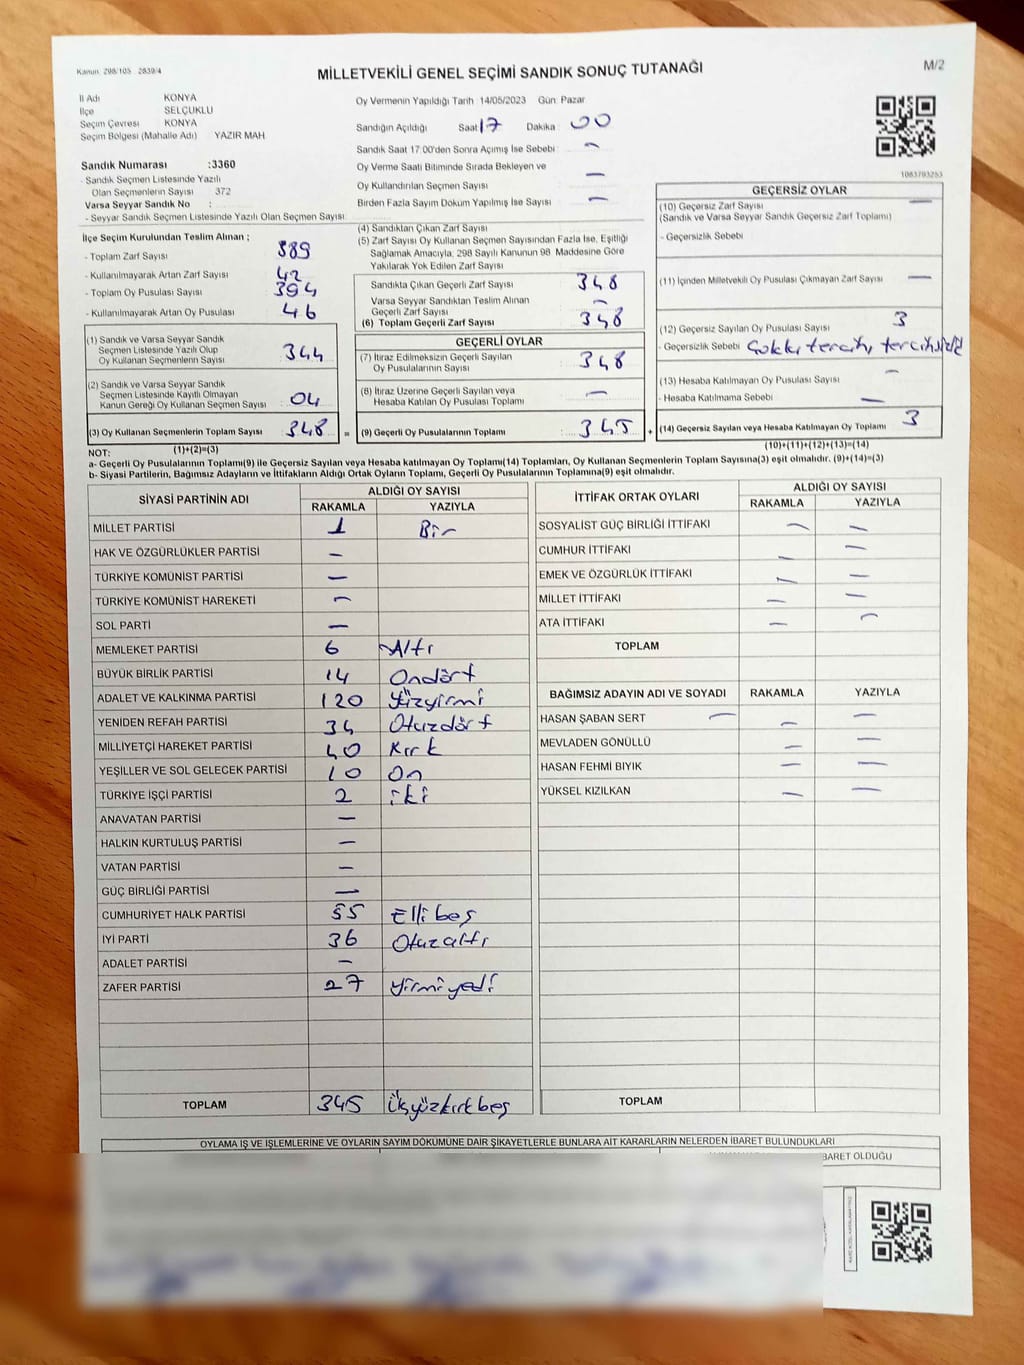 Kanun: 298/105 2839/4
MİLLETVEKİLİ GENEL SEÇİMİ SANDIK SONUÇ TUTANAĞI
M/2
İl Adı KONYA
İlçe SELÇUKLU
Seçim Çevresi KONYA
Seçim Bölgesi (Mahalle Adı) YAZIR MAH
Sandık Numarası :3360
- Sandık Seçmen Listesinde Yazılı
Olan Seçmenlerin Sayısı 372
Varsa Seyyar Sandık No :
- Seyyar Sandık Seçmen Listesinde Yazılı Olan Seçmen Sayısı:
Oy Vermenin Yapıldığı Tarih 14/05/2023 Gün: Pazar
Sandığın Açıldığı Saat 17 Dakika 00
Sandık Saat 17:00'den Sonra Açımış İse Sebebi : –
Oy Verme Saati Bitiminde Sırada Bekleyen ve
Oy Kullandırılan Seçmen Sayısı : –
Birden Fazla Sayım Döküm Yapılmış İse Sayısı : –
1083793253
İlçe Seçim Kurulundan Teslim Alınan ;
- Toplam Zarf Sayısı 389
- Kullanılmayarak Artan Zarf Sayısı 42
- Toplam Oy Pusulası Sayısı 394
- Kullanılmayarak Artan Oy Pusulası 46
(4) Sandıktan Çıkan Zarf Sayısı :
(5) Zarf Sayısı Oy Kullanan Seçmen Sayısından Fazla İse, Eşitliği
Sağlamak Amacıyla, 298 Sayılı Kanunun 98. Maddesine Göre
Yakılarak Yok Edilen Zarf Sayısı
Sandıkta Çıkan Geçerli Zarf Sayısı : 348
Varsa Seyyar Sandıktan Teslim Alınan
Geçerli Zarf Sayısı : –
(6) Toplam Geçerli Zarf Sayısı : 348
GEÇERSİZ OYLAR
(10) Geçersiz Zarf Sayısı –
(Sandık ve Varsa Seyyar Sandık Geçersiz Zarf Toplamı)
- Geçersizlik Sebebi
(11) İçinden Milletvekili Oy Pusulası Çıkmayan Zarf Sayısı –
(12) Geçersiz Sayılan Oy Pusulası Sayısı 3
- Geçersizlik Sebebi
(13) Hesaba Katılmayan Oy Pusulası Sayısı –
- Hesaba Katılmama Sebebi –
(14) Geçersiz Sayılan veya Hesaba Katılmayan Oy Toplamı 3
(1) Sandık ve Varsa Seyyar Sandık
Seçmen Listesinde Yazılı Olup
Oy Kullanan Seçmenlerin Sayısı 344
(2) Sandık ve Varsa Seyyar Sandık
Seçmen Listesinde Kayıtlı Olmayan
Kanun Gereği Oy Kullanan Seçmen Sayısı 04
(3) Oy Kullanan Seçmenlerin Toplam Sayısı 348 =
GEÇERLİ OYLAR
(7) İtiraz Edilmeksizin Geçerli Sayılan
Oy Pusulalarının Sayısı : 348
(8) İtiraz Üzerine Geçerli Sayılan veya
Hesaba Katılan Oy Pusulası Toplamı : –
(9) Geçerli Oy Pusulalarının Toplamı : 345 +
NOT: (1)+(2)=(3) (10)+(11)+(12)+(13)=(14)
a- Geçerli Oy Pusulalarının Toplamı(9) ile Geçersiz Sayılan veya Hesaba katılmayan Oy Toplamı(14) Toplamları, Oy Kullanan Seçmenlerin Toplam Sayısına(3) eşit olmalıdır. (9)+(14)=(3)
b- Siyasi Partilerin, Bağımsız Adayların ve İttifakların Aldığı Ortak Oyların Toplamı, Geçerli Oy Pusulalarının Toplamına(9) eşit olmalıdır.
SİYASİ PARTİNİN ADI ALDIĞI OY SAYISI
RAKAMLA YAZIYLA
MİLLET PARTİSİ 1 Bir
HAK VE ÖZGÜRLÜKLER PARTİSİ –
TÜRKİYE KOMÜNİST PARTİSİ –
TÜRKİYE KOMÜNİST HAREKETİ –
SOL PARTİ –
MEMLEKET PARTİSİ 6 Altı
BÜYÜK BİRLİK PARTİSİ 14 Ondört
ADALET VE KALKINMA PARTİSİ 120 Yüzyirmi
YENİDEN REFAH PARTİSİ 34 Otuzdört
MİLLİYETÇİ HAREKET PARTİSİ 40 Kırk
YEŞİLLER VE SOL GELECEK PARTİSİ 10 On
TÜRKİYE İŞÇİ PARTİSİ 2 iki
ANAVATAN PARTİSİ –
HALKIN KURTULUŞ PARTİSİ –
VATAN PARTİSİ –
GÜÇ BİRLİĞİ PARTİSİ –
CUMHURİYET HALK PARTİSİ 55 Ellibeş
İYİ PARTİ 36 Otuzaltı
ADALET PARTİSİ –
ZAFER PARTİSİ 27 Yirmiyedi
TOPLAM 345 Üçyüzkırkbeş
İTTİFAK ORTAK OYLARI ALDIĞI OY SAYISI
RAKAMLA YAZIYLA
SOSYALİST GÜÇ BİRLİĞİ İTTİFAKI – –
CUMHUR İTTİFAKI – –
EMEK VE ÖZGÜRLÜK İTTİFAKI – –
MİLLET İTTİFAKI – –
ATA İTTİFAKI – –
TOPLAM
BAĞIMSIZ ADAYIN ADI VE SOYADI RAKAMLA YAZIYLA
HASAN ŞABAN SERT – – –
MEVLADEN GÖNÜLLÜ – –
HASAN FEHMİ BIYIK – –
YÜKSEL KIZILKAN – –
TOPLAM
OYLAMA İŞ VE İŞLEMLERİNE VE OYLARIN SAYIM DÖKÜMÜNE DAİR ŞİKAYETLERLE BUNLARA AİT KARARLARIN NELERDEN İBARET BULUNDUKLARI
BARET OLDUĞU